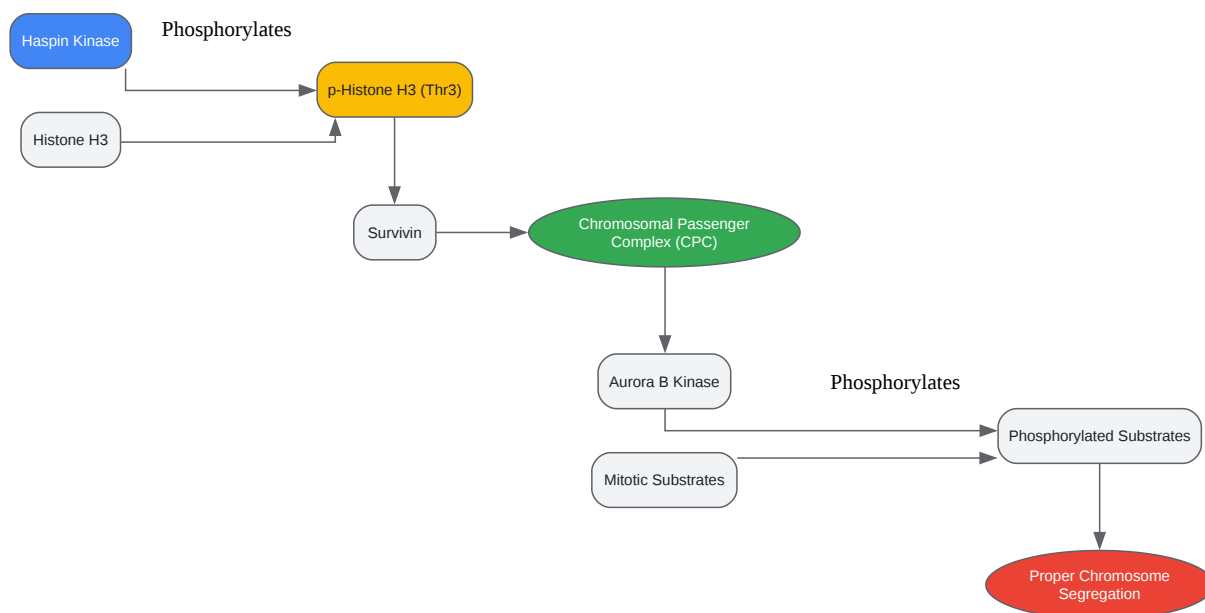 Phosphorylates
Haspin Kinase
p-Histone H3 (Thr3)
Histone H3
Survivin
Chromosomal Passenger
Complex (CPC)
Aurora B Kinase
Phosphorylates
Phosphorylated Substrates
Mitotic Substrates
Proper Chromosome
Segregation